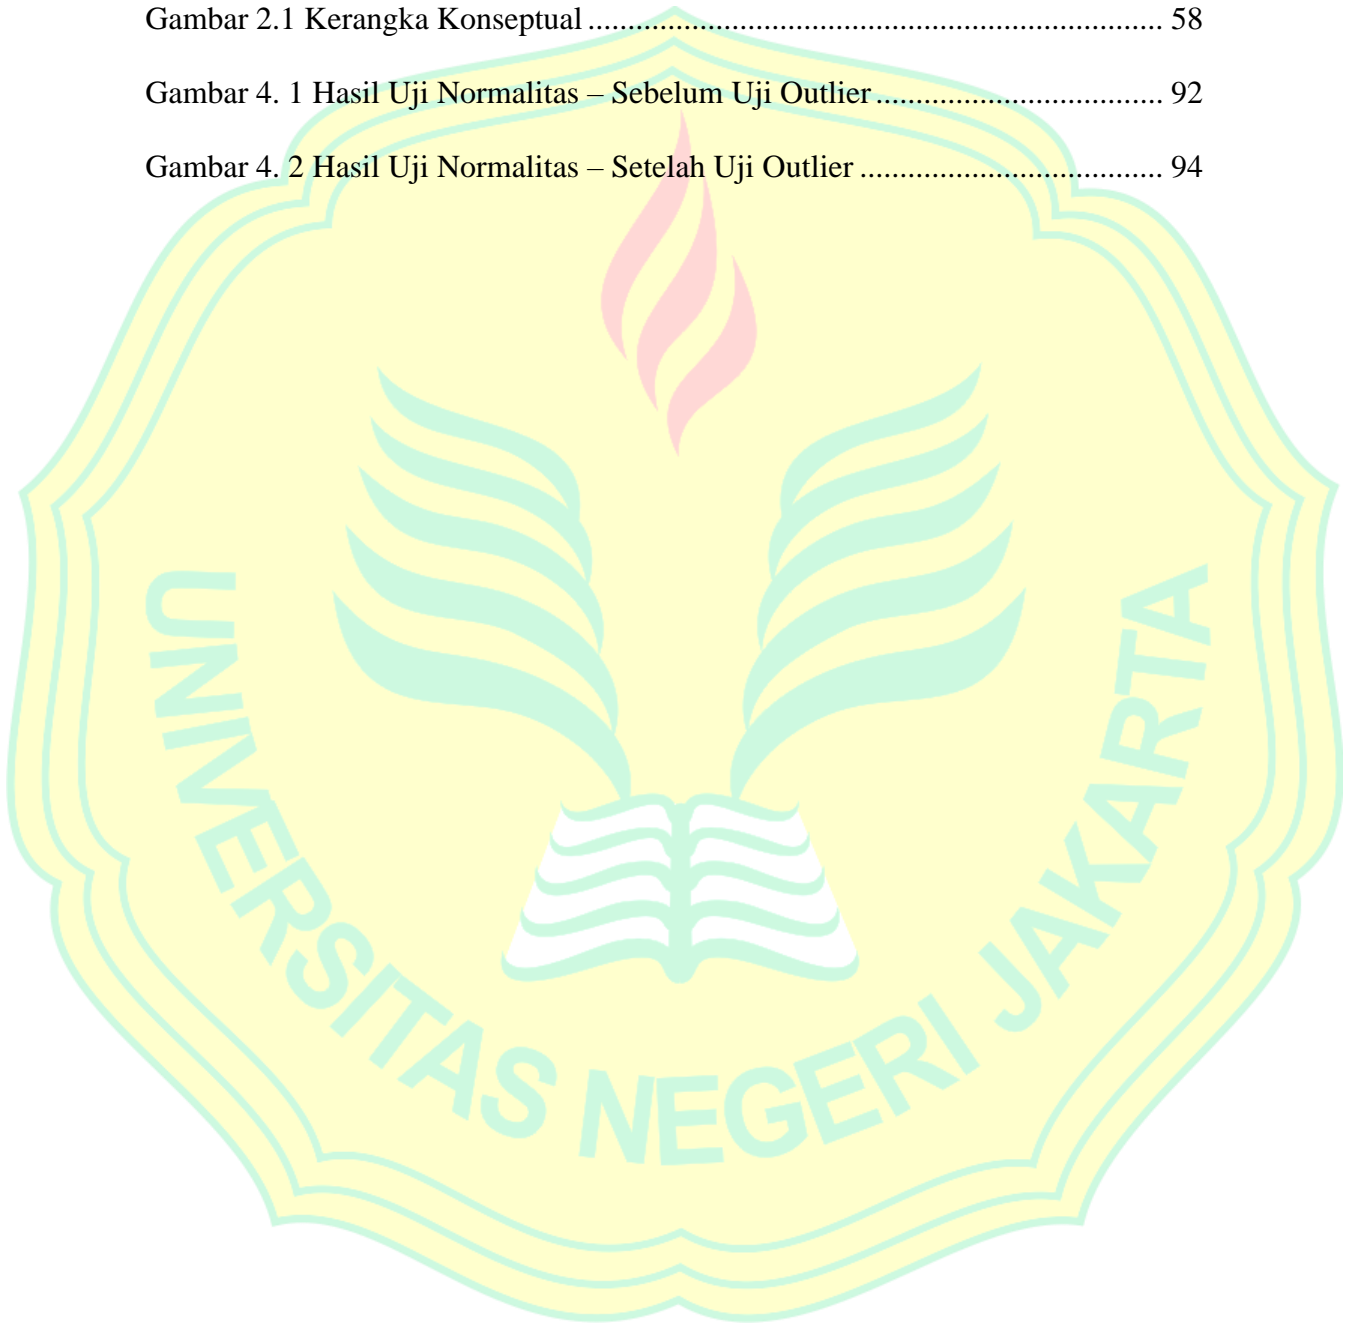 Gambar 2.1 Kerangka Konseptual ........................................................................ 58
Gambar 4. 1 Hasil Uji Normalitas – Sebelum Uji Outlier .................................... 92
Gambar 4. 2 Hasil Uji Normalitas – Setelah Uji Outlier ...................................... 94
UNIVERSITAS NEGERI JAKARTA